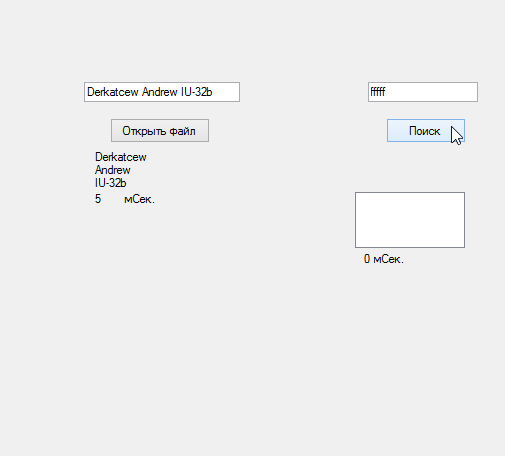 Derkatcew Andrew IU-32b
fffff
Открыть файл
Поиск
Derkatcew
Andrew
IU-32b
5 мСек.
0 мСек.